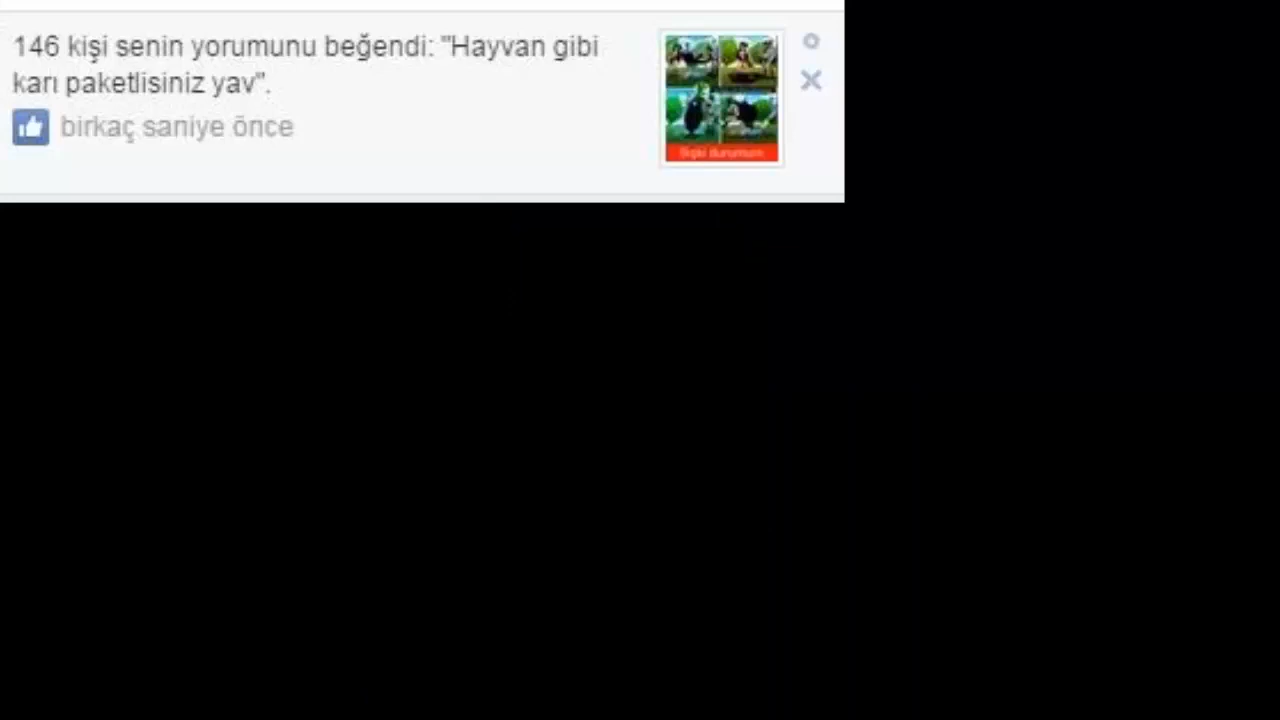 146 kişi senin yorumunu beğendi: "Hayvan gibi
karı paketlisiniz yav".
birkaç saniye önce